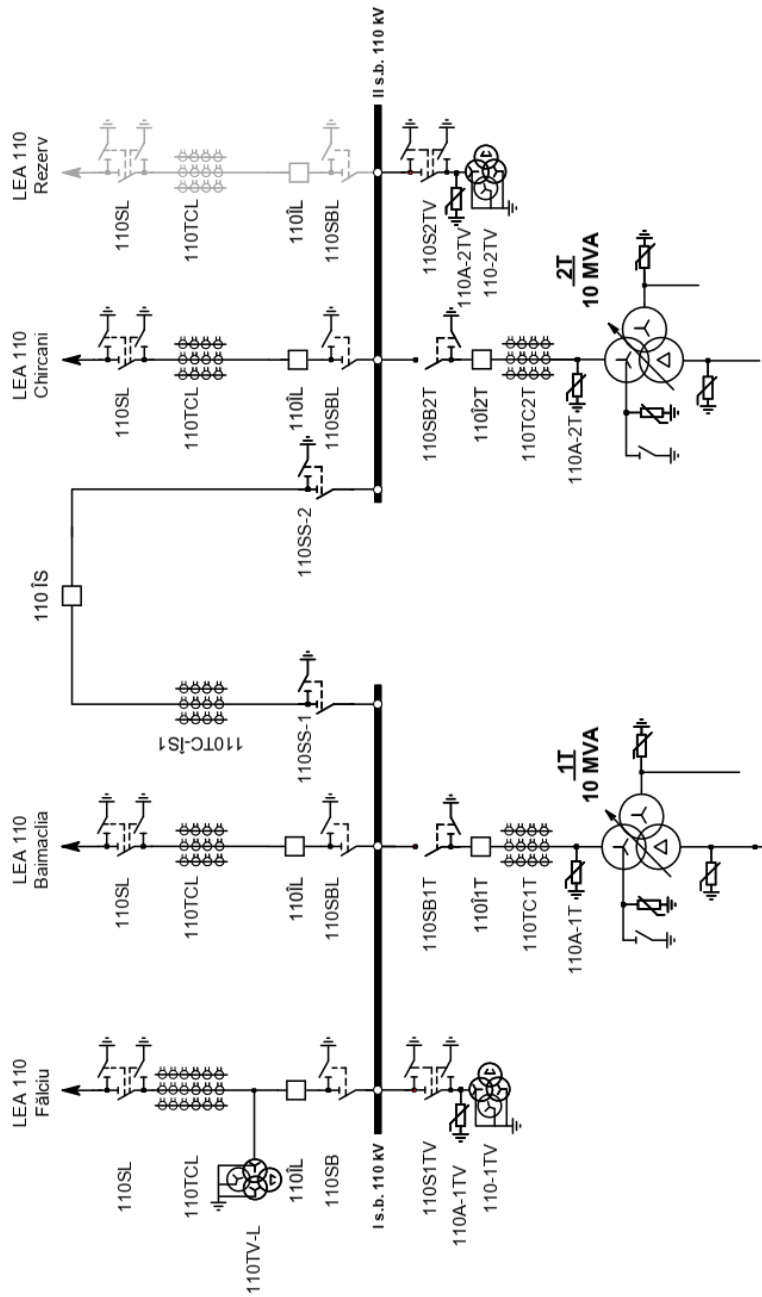 LEA 110
Fălciu
LEA 110
Baimaclia
LEA 110
Chircani
LEA 110
Rezerv
110 ÎS
110SL
110SL
110SL
110SL
110TCL
110TCL
110TC-ÎS1
110TCL
110TCL
110TV-L
110ÎL
110ÎL
110ÎL
110ÎL
110SB
110SBL
110SS-1
110SS-2
110SBL
110SBL
I s.b. 110 kV
II s.b. 110 kV
110S1TV
110A-1TV
110-1TV
110SB1T
110Î1T
110TC1T
110A-1T
1T
10 MVA
110SB2T
110Î2T
110TC2T
110A-2T
2T
10 MVA
110S2TV
110A-2TV
110-2TV